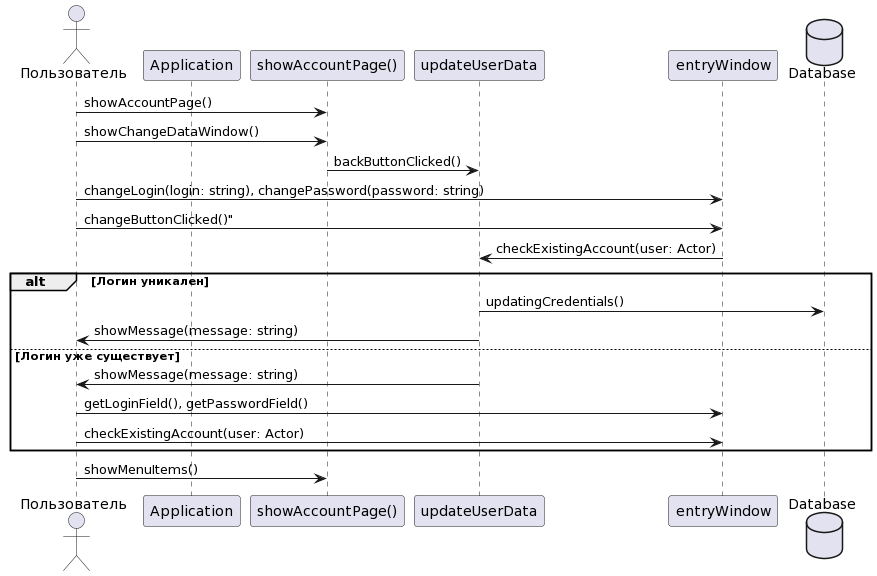 Пользователь
Application
showAccountPage()
updateUserData
entryWindow
Database
showAccountPage()
showChangeDataWindow()
backButtonClicked()
changeLogin(login: string), changePassword(password: string)
changeButtonClicked()"
checkExistingAccount(user: Actor)
alt [Логин уникален]
updatingCredentials()
showMessage(message: string)
[Логин уже существует]
showMessage(message: string)
getLoginField(), getPasswordField()
checkExistingAccount(user: Actor)
showMenuItems()
Пользователь
Application
showAccountPage()
updateUserData
entryWindow
Database